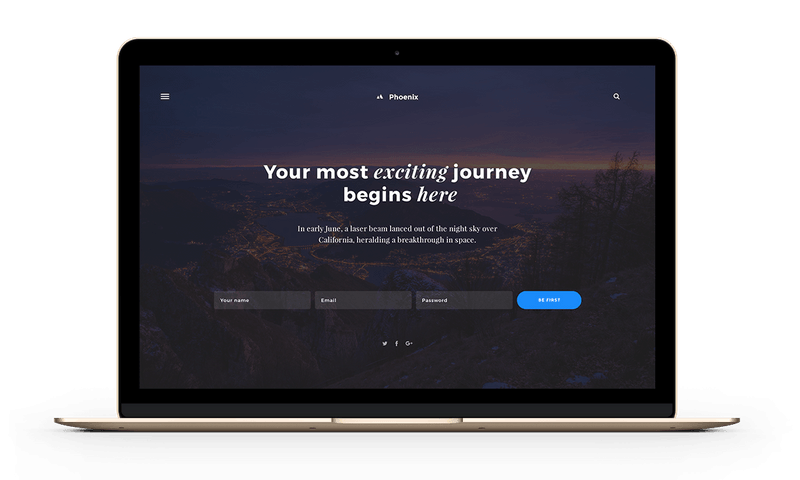 Phoenix
Your most exciting journey
begins here
In early June, a laser beam lanced out of the night sky over
California, heralding a breakthrough in space.
Your name
Email
Password
BE FIRST